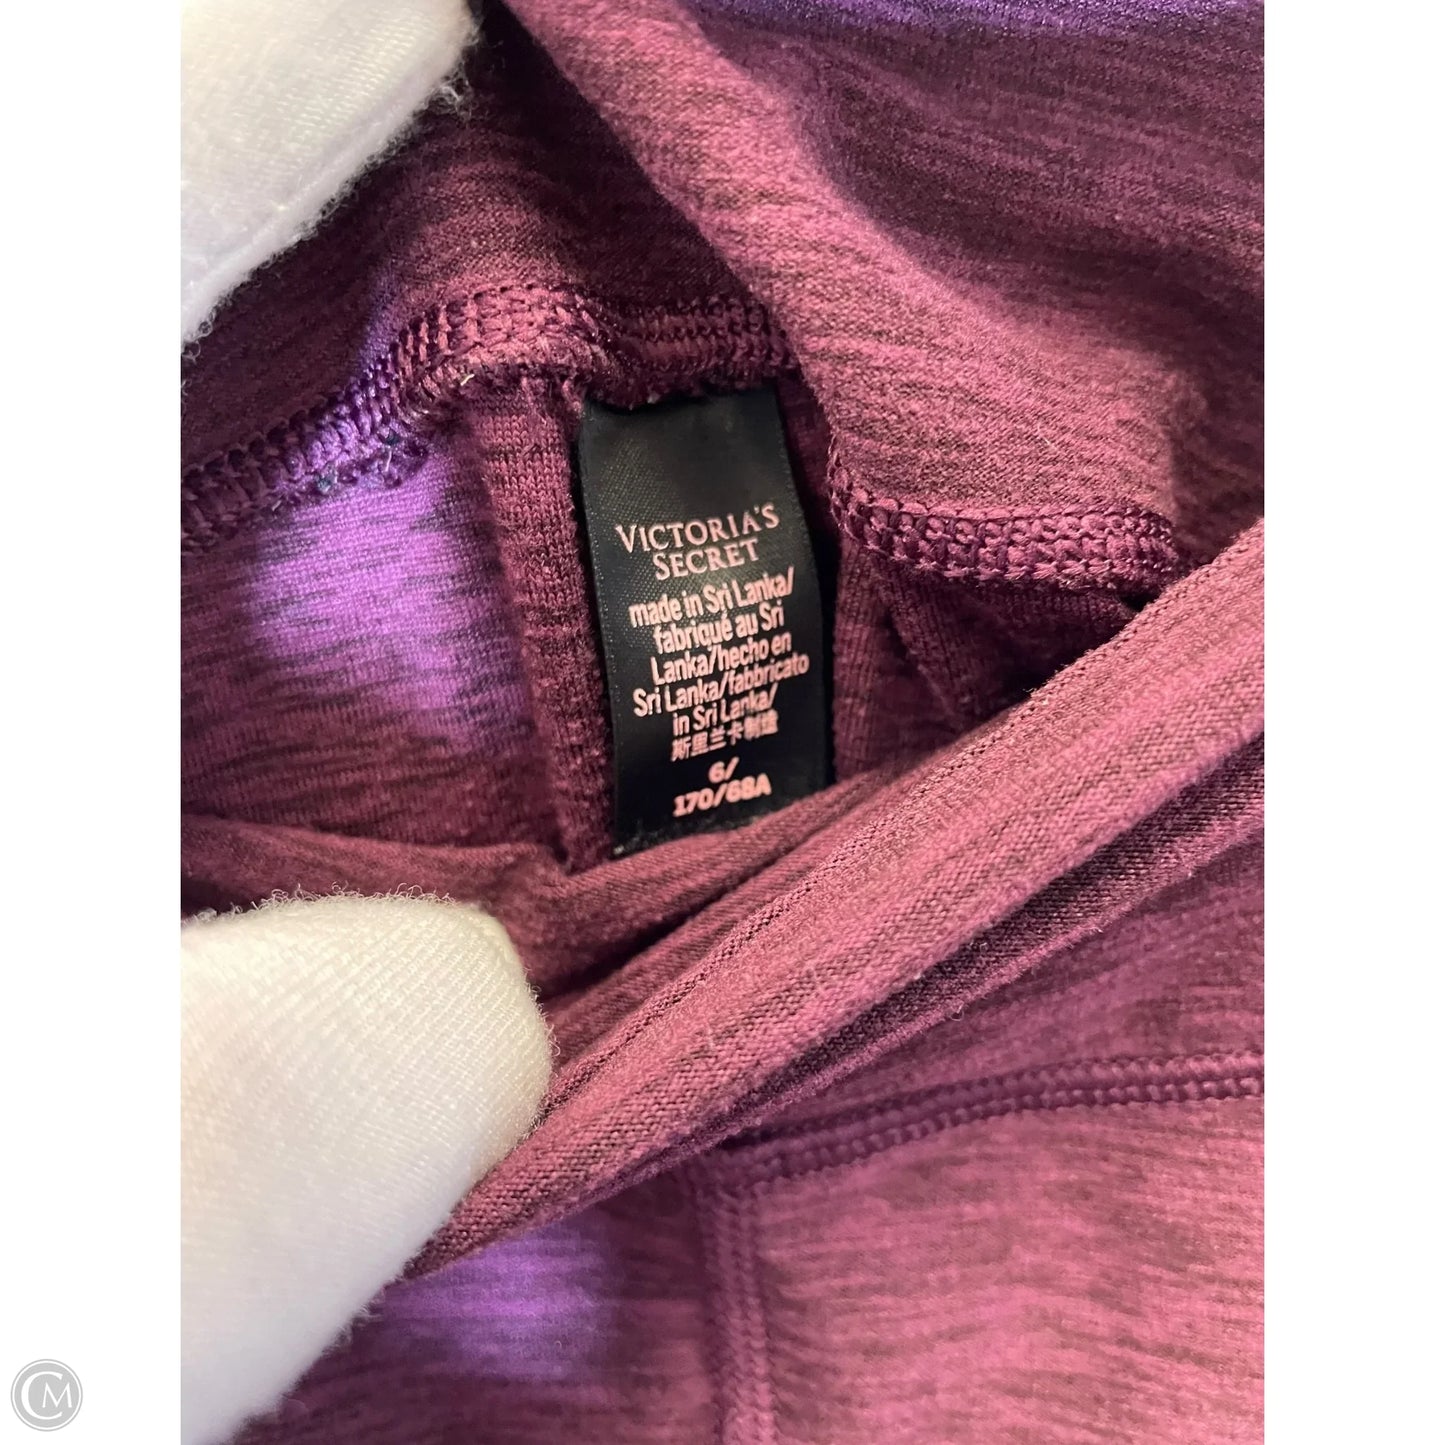 VICTORIA'S
SECRET
made in Sri Lanka/
fabriqué au Sri
Lanka/hecho en
Sri Lanka/fabbricato
in Sri Lanka/
斯里兰卡制造
6/
170/68A
CM